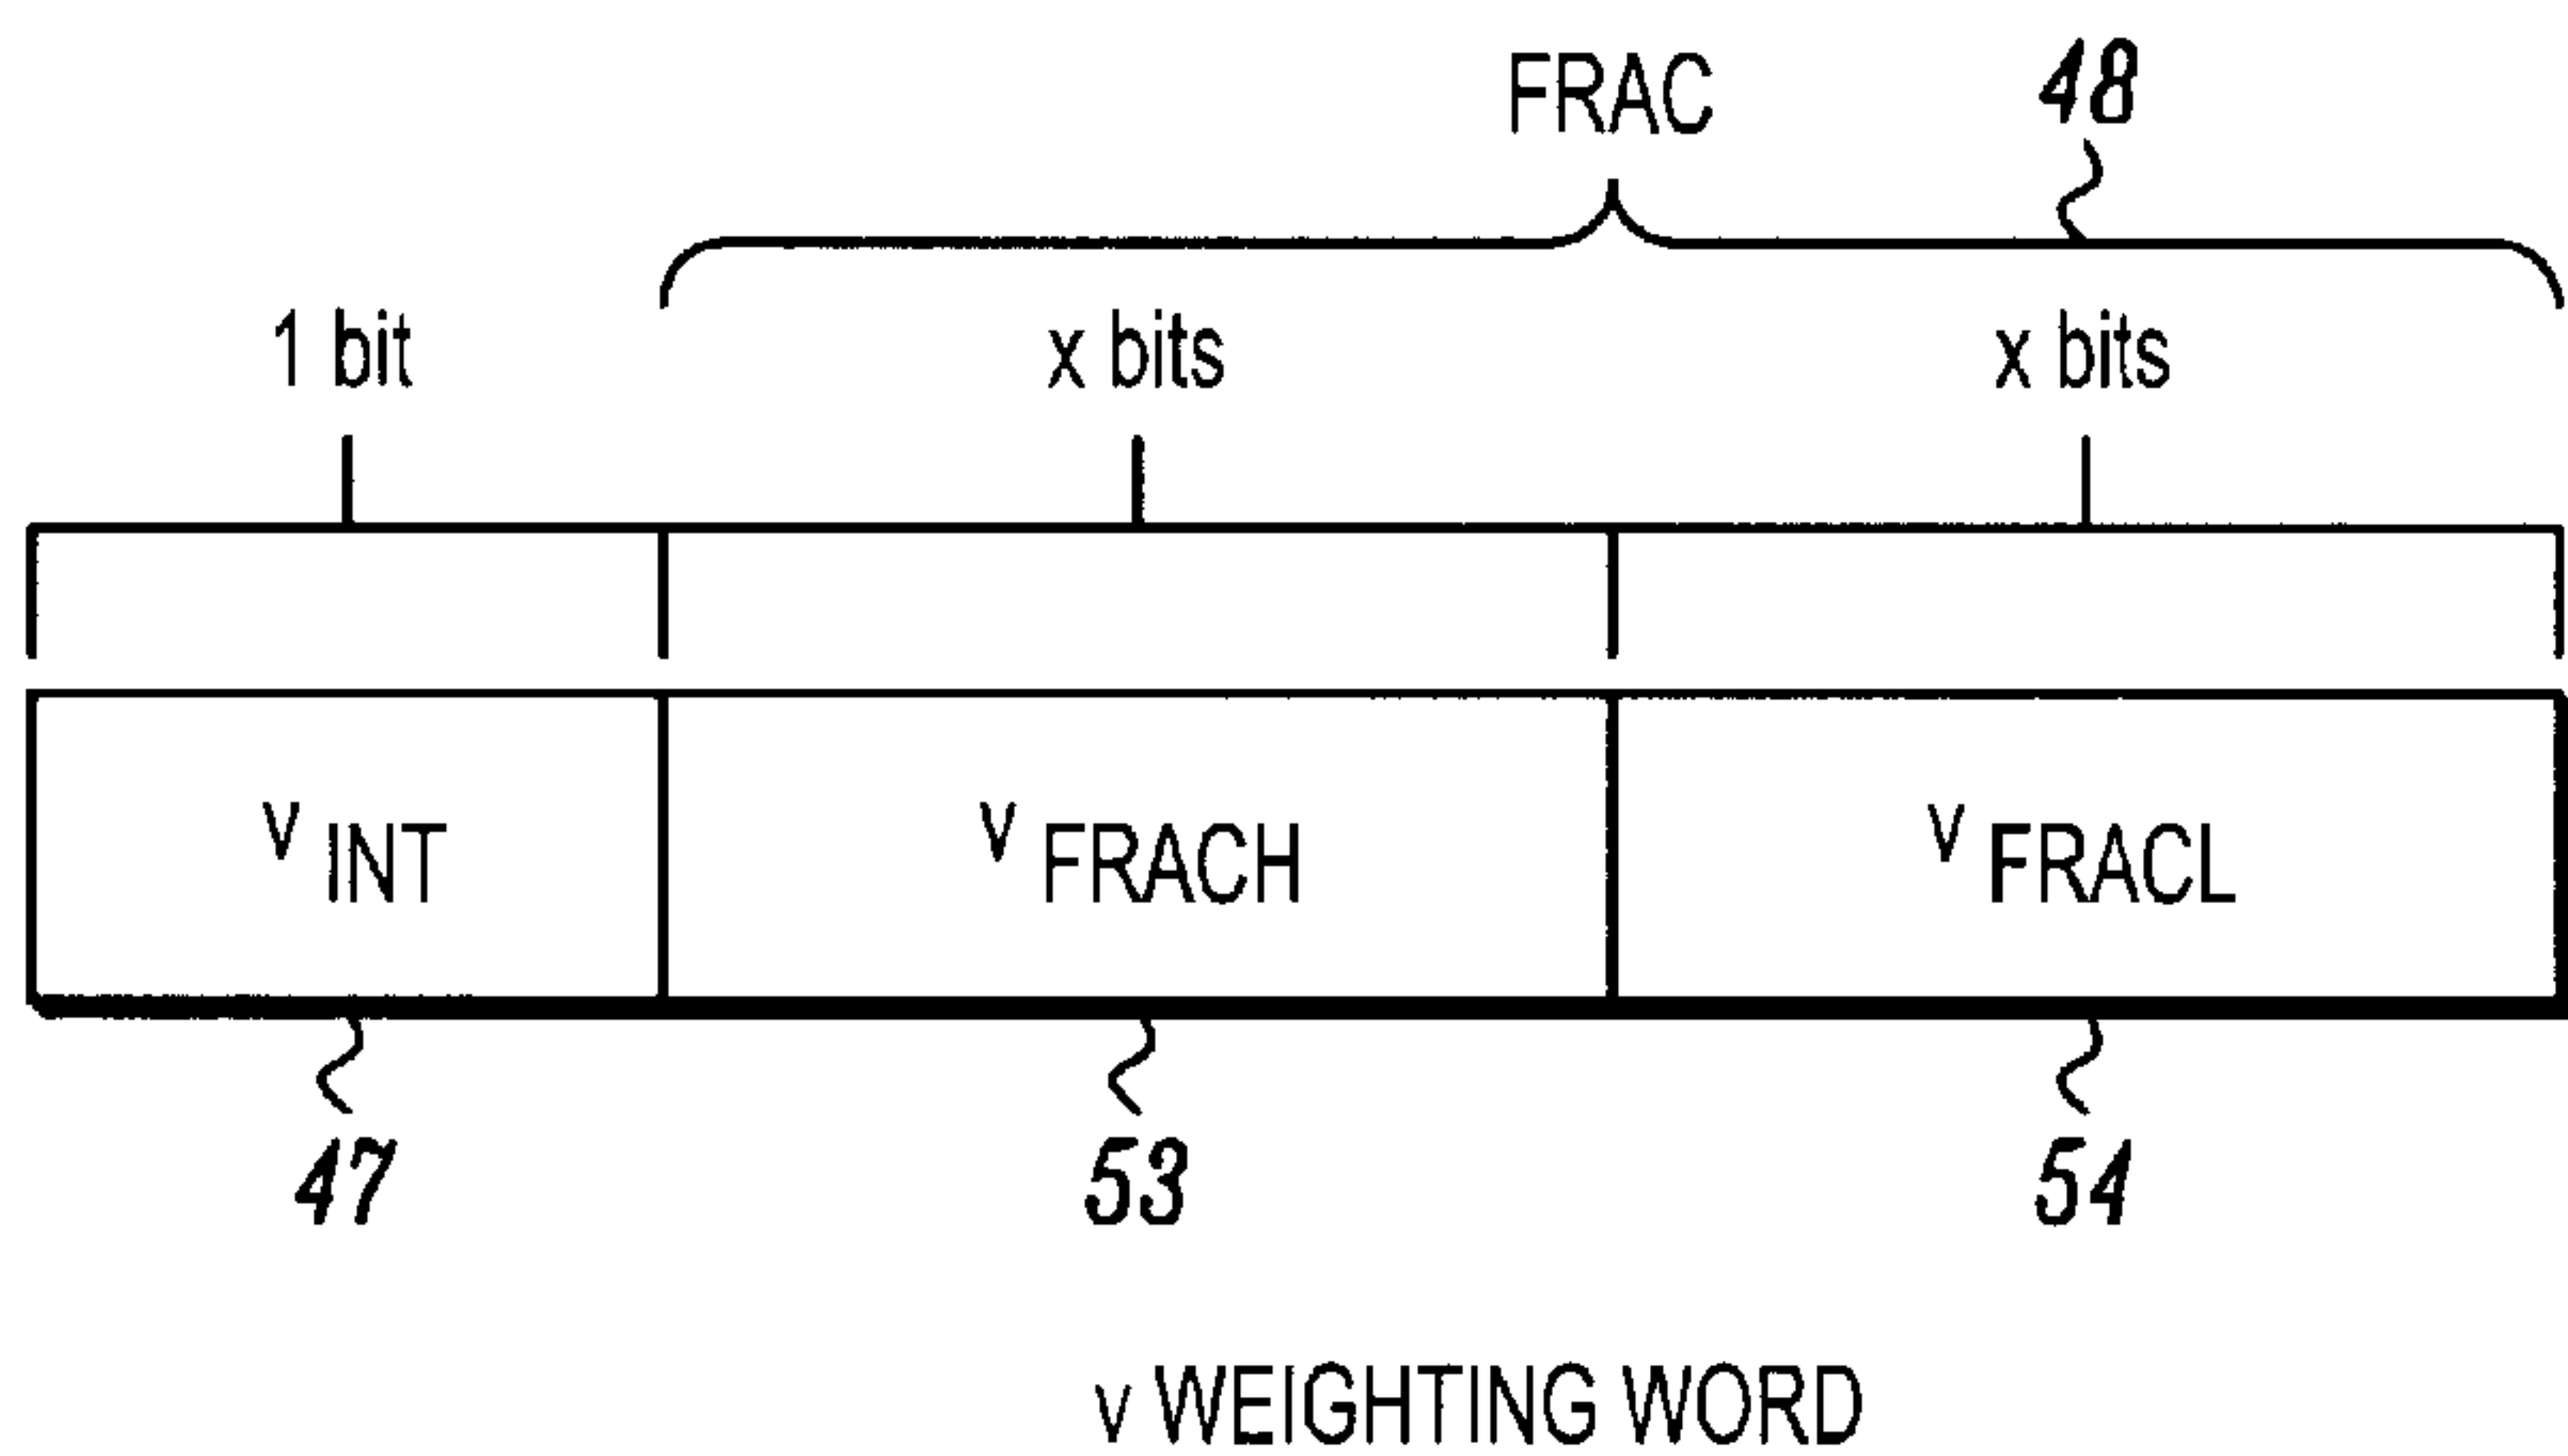 FRAC 48
1 bit x bits x bits
v INT v FRACH v FRACL
47 53 54
v WEIGHTING WORD